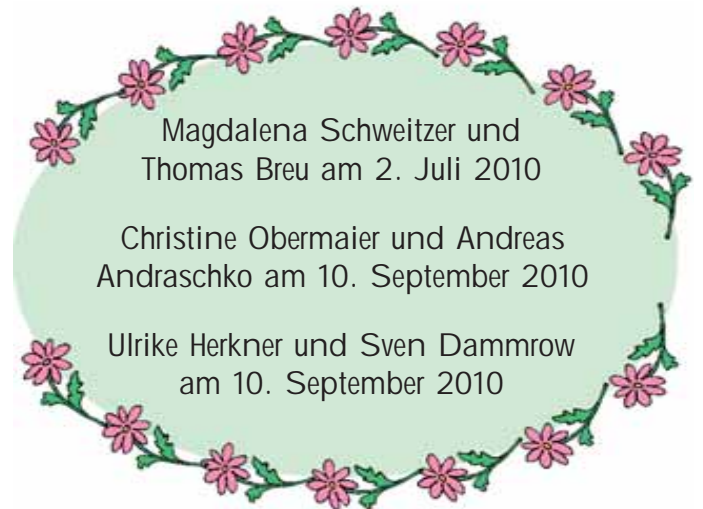 Magdalena Schweitzer und
Thomas Breu am 2. Juli 2010
Christine Obermaier und Andreas
Andraschko am 10. September 2010
Ulrike Herkner und Sven Dammrow
am 10. September 2010